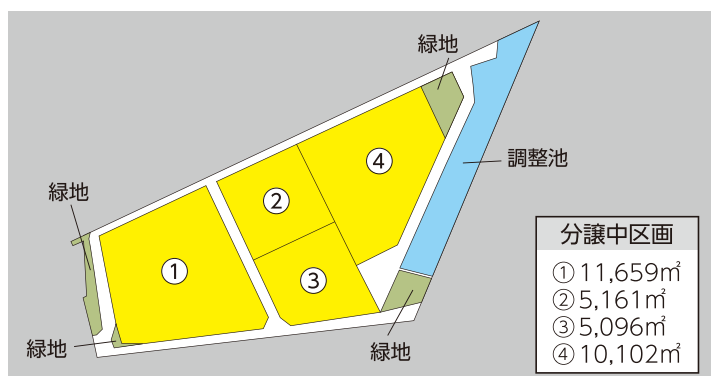 緑地
調整池
④
②
緑地
①
③
緑地
緑地
分譲中区画
①11,659㎡
②5,161㎡
③5,096㎡
④10,102㎡